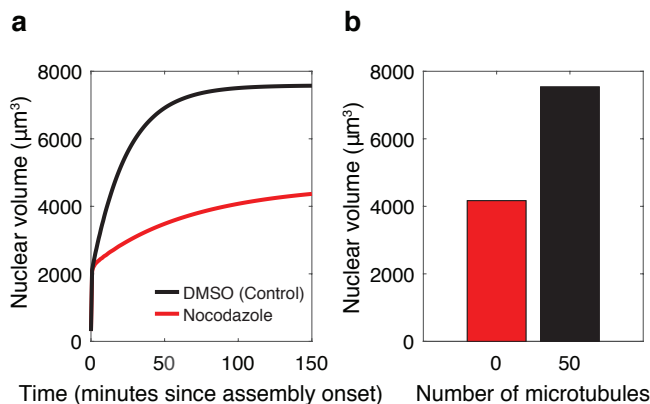 a
Nuclear volume (μm³)
8000
6000
4000
2000
0
DMSO (Control)
Nocodazole
0
50
100
150
Time (minutes since assembly onset)
b
Nuclear volume (μm³)
8000
6000
4000
2000
0
0
50
Number of microtubules